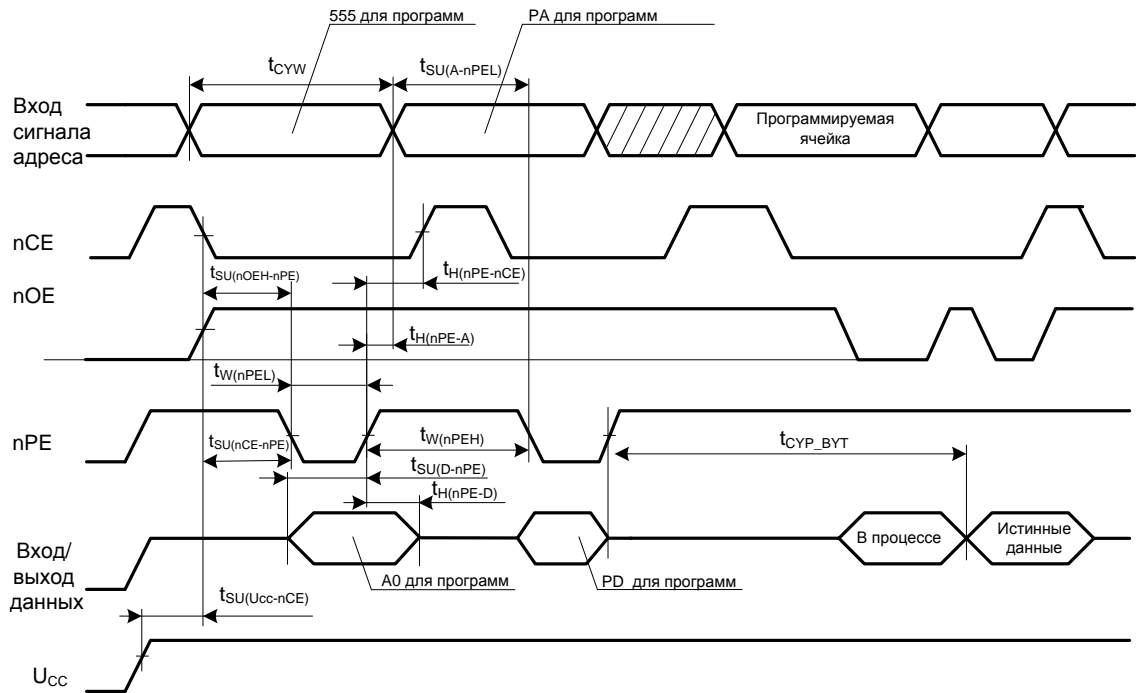 555 для программ
PA для программ
tCYW
tSU(A-nPEL)
Вход
сигнала
адреса
Программируемая
ячейка
nCE
tSU(nOEH-nPE)
tH(nPE-nCE)
nOE
tH(nPE-A)
tW(nPEL)
nPE
tSU(nCE-nPE)
tW(nPEH)
tCYP_BYT
tSU(D-nPE)
tH(nPE-D)
Вход/
выход
данных
В процессе
Истинные
данные
A0 для программ
PD для программ
tSU(Ucc-nCE)
UCC